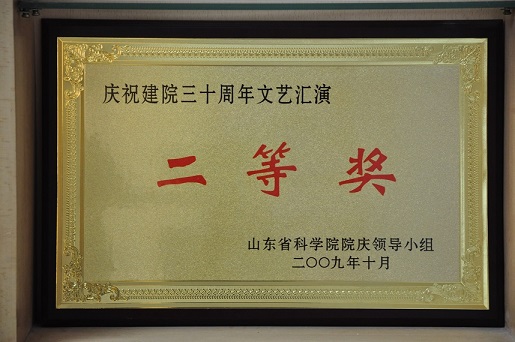 庆祝建院三十周年文艺汇演
二等奖
山东省科学院院庆领导小组
二〇〇九年十月